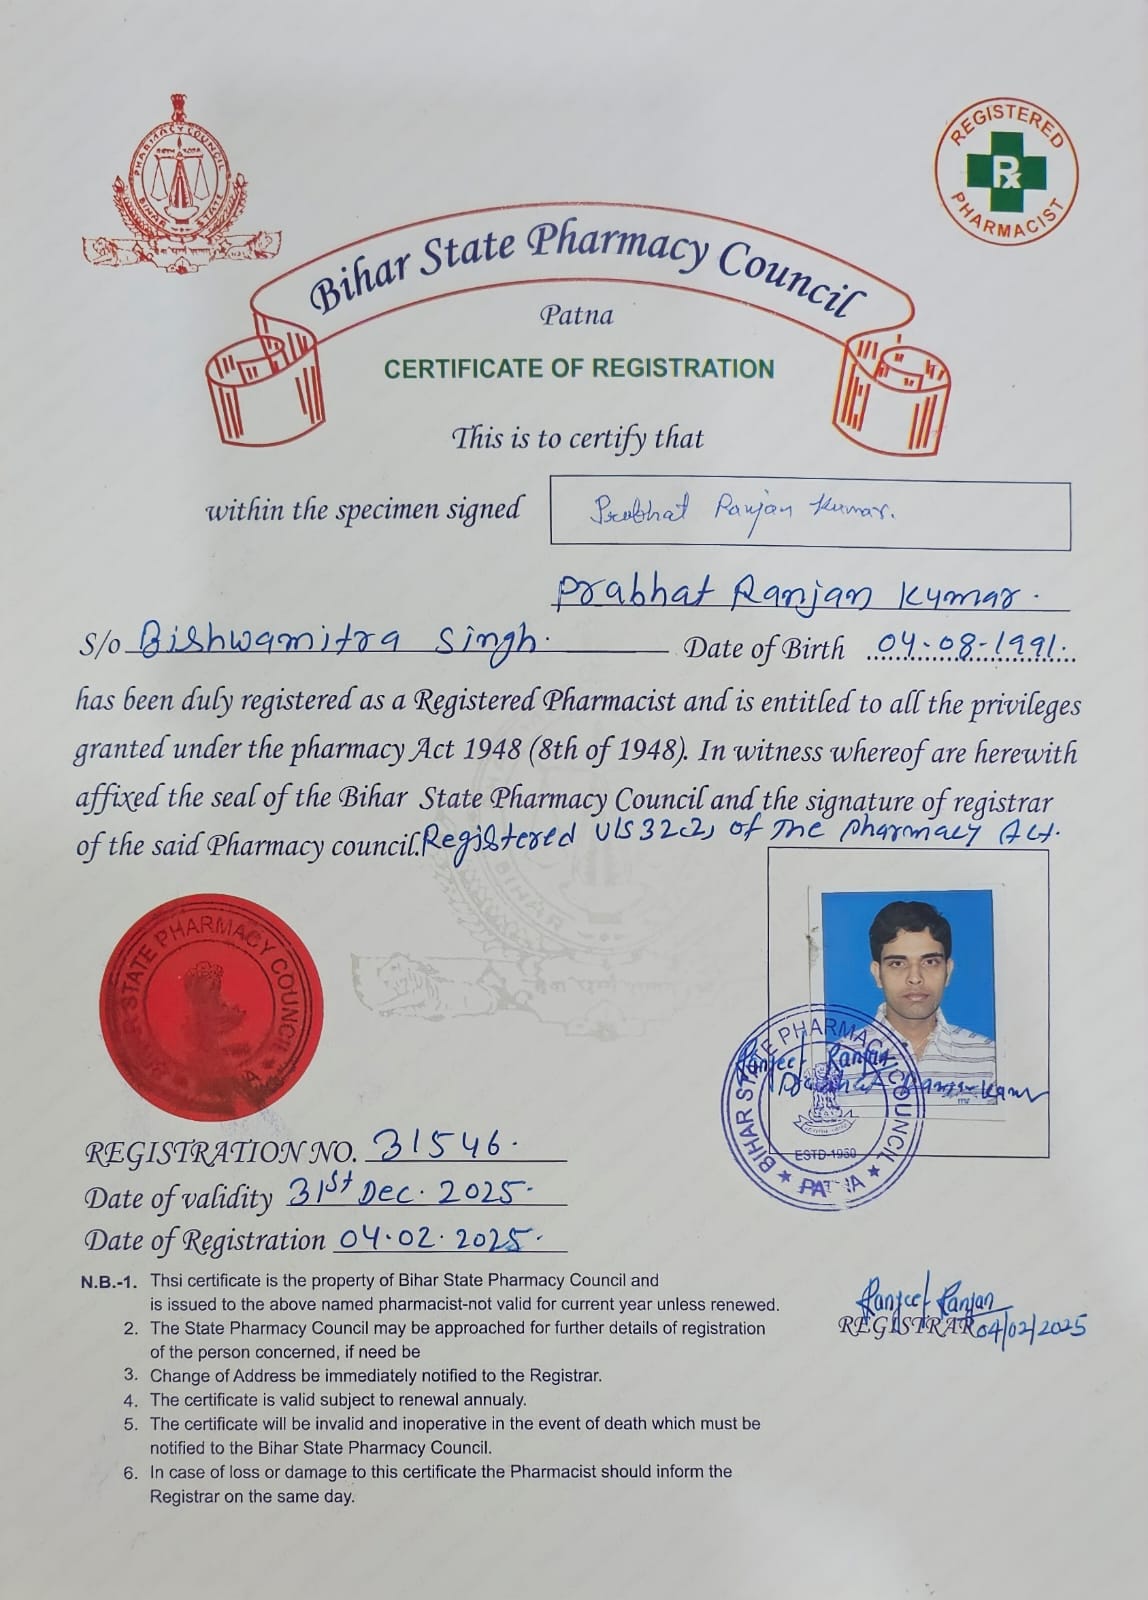 PHARMACY COUNCIL
BIHAR STATE
REGISTERED
Rx
PHARMACIST
Bihar State Pharmacy Council
Patna
CERTIFICATE OF REGISTRATION
This is to certify that
within the specimen signed Prabhat Ranjan Kumar.
Prabhat Ranjan Kumar.
S/o Bishwamitra Singh. Date of Birth 04-08-1991.
has been duly registered as a Registered Pharmacist and is entitled to all the privileges
granted under the pharmacy Act 1948 (8th of 1948). In witness whereof are herewith
affixed the seal of the Bihar State Pharmacy Council and the signature of registrar
of the said Pharmacy council. Registered U/S 32(2) of The Pharmacy Act.
BIHAR
STATE PHARMACY COUNCIL
Ranjeet Ranjan
Prabhat Ranjan Kumar
BIHAR STATE PHARMACY COUNCIL
ESTD-1950
PATNA
REGISTRATION NO. 31546.
Date of validity 31st Dec. 2025.
Date of Registration 04.02.2025.
N.B.-1. Thsi certificate is the property of Bihar State Pharmacy Council and
is issued to the above named pharmacist-not valid for current year unless renewed.
2. The State Pharmacy Council may be approached for further details of registration
of the person concerned, if need be
3. Change of Address be immediately notified to the Registrar.
4. The certificate is valid subject to renewal annualy.
5. The certificate will be invalid and inoperative in the event of death which must be
notified to the Bihar State Pharmacy Council.
6. In case of loss or damage to this certificate the Pharmacist should inform the
Registrar on the same day.
Ranjeet Ranjan
REGISTRAR 04/02/2025